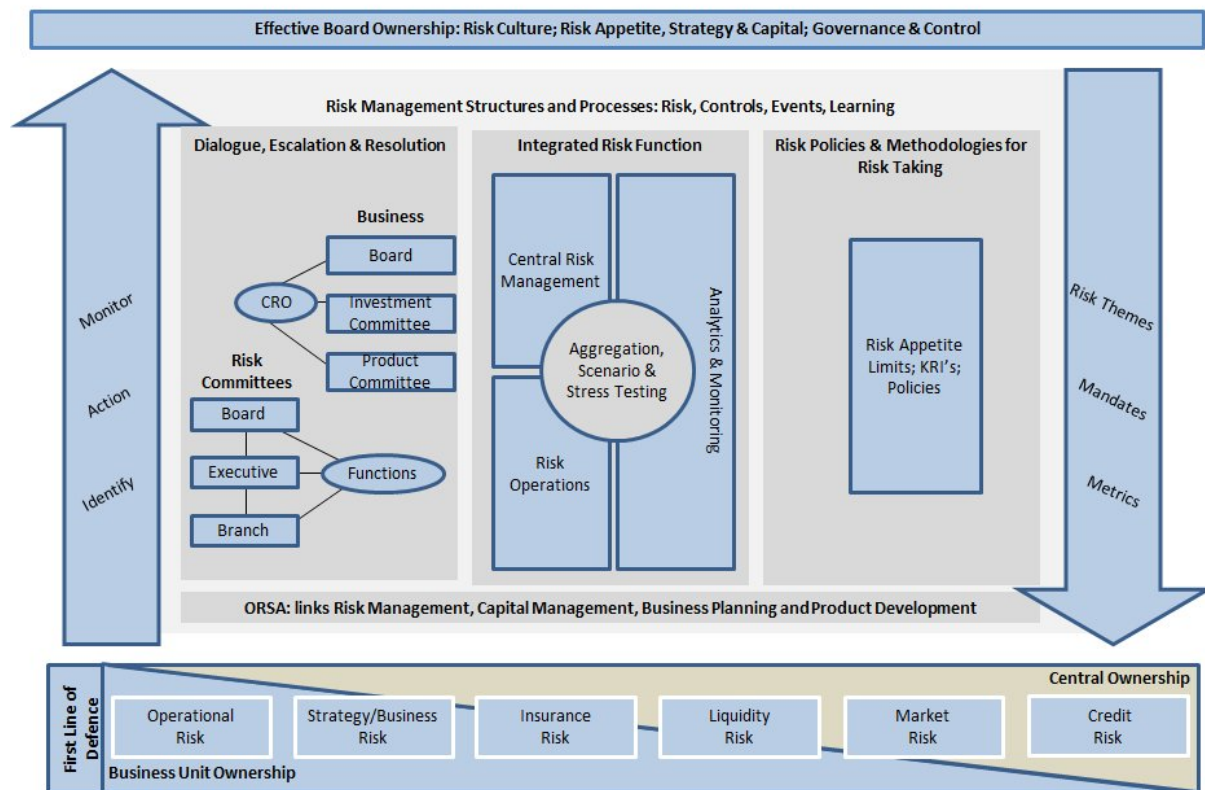 Effective Board Ownership: Risk Culture; Risk Appetite, Strategy & Capital; Governance & Control
Risk Management Structures and Processes: Risk, Controls, Events, Learning
Monitor
Action
Identify
Dialogue, Escalation & Resolution
Business
Board
CRO
Investment
Committee
Product
Committee
Risk
Committees
Board
Executive
Functions
Branch
Integrated Risk Function
Central Risk
Management
Analytics & Monitoring
Aggregation,
Scenario &
Stress Testing
Risk
Operations
Risk Policies & Methodologies for
Risk Taking
Risk Appetite
Limits; KRI's;
Policies
Risk Themes
Mandates
Metrics
ORSA: links Risk Management, Capital Management, Business Planning and Product Development
First Line of
Defence
Central Ownership
Operational
Risk
Strategy/Business
Risk
Insurance
Risk
Liquidity
Risk
Market
Risk
Credit
Risk
Business Unit Ownership